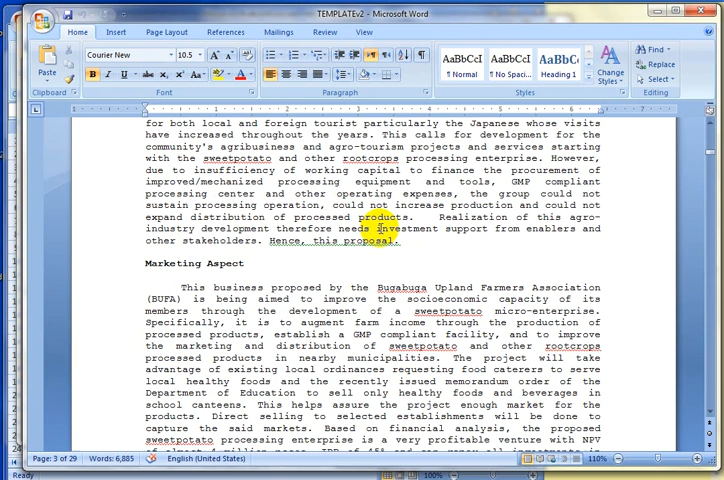 TEMPLATEv2 - Microsoft Word
Home Insert Page Layout References Mailings Review View
Paste
Courier New 10.5
Clipboard Font Paragraph Styles Editing
AaBbCcI AaBbCcI AaBbCcI
¶ Normal ¶ No Spaci... Heading 1
Change Styles
Find
Replace
Select
for both local and foreign tourist particularly the Japanese whose visits
have increased throughout the years. This calls for development for the
community's agribusiness and agro-tourism projects and services starting
with the sweetpotato and other rootcrops processing enterprise. However,
due to insufficiency of working capital to finance the procurement of
improved/mechanized processing equipment and tools, GMP compliant
processing center and other operating expenses, the group could not
sustain processing operation, could not increase production and could not
expand distribution of processed products. Realization of this agro-
industry development therefore needs investment support from enablers and
other stakeholders. Hence, this proposal.
Marketing Aspect
This business proposed by the Bugabuga Upland Farmers Association
(BUFA) is being aimed to improve the socioeconomic capacity of its
members through the development of a sweetpotato micro-enterprise.
Specifically, it is to augment farm income through the production of
processed products, establish a GMP compliant facility, and to improve
the marketing and distribution of sweetpotato and other rootcrops
processed products in nearby municipalities. The project will take
advantage of existing local ordinances requesting food caterers to serve
local healthy foods and the recently issued memorandum order of the
Department of Education to sell only healthy foods and beverages in
school canteens. This helps assure the project enough market for the
products. Direct selling to selected establishments will be done to
capture the said markets. Based on financial analysis, the proposed
sweetpotato processing enterprise is a very profitable venture with NPV
Page: 3 of 29 Words: 6,885 English (United States) 110%
Ready 100%